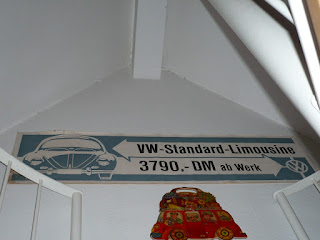 VW-Standard-Limousine
3790,- DM ab Werk